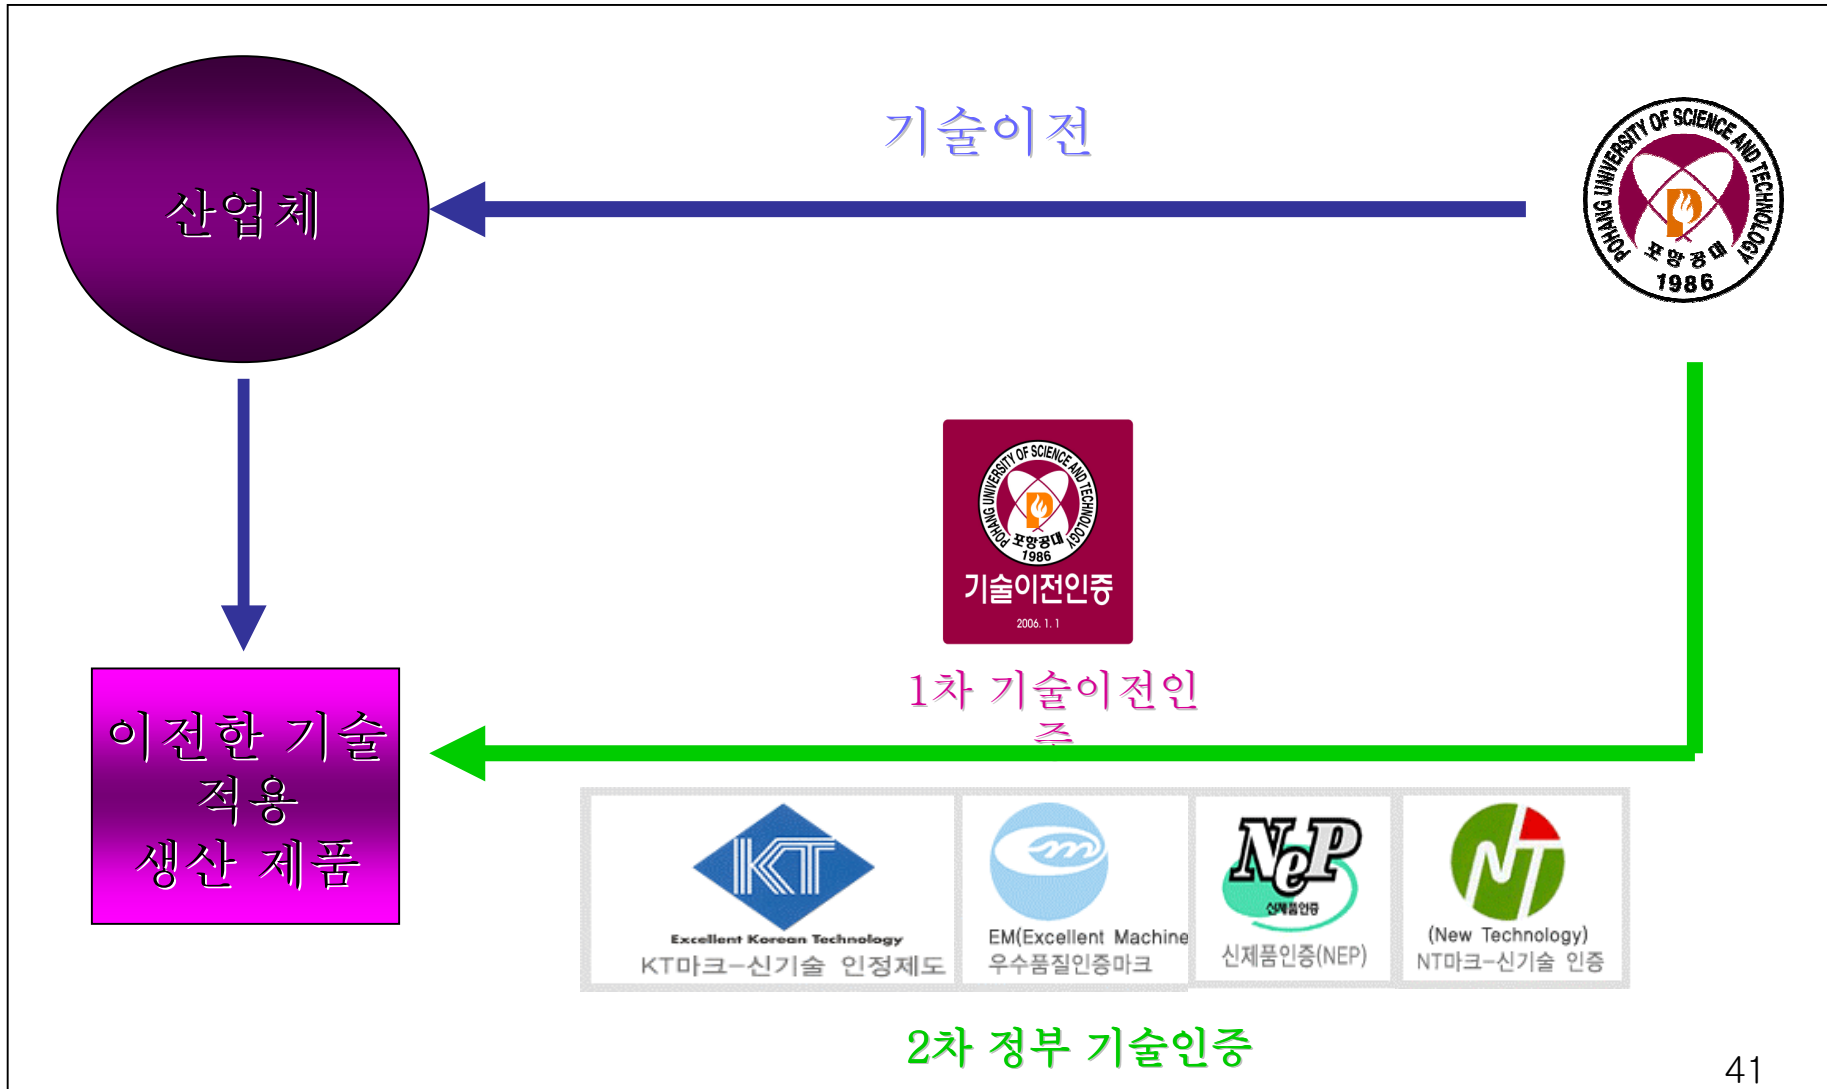 기술이전
산업체
POHANG UNIVERSITY OF SCIENCE AND TECHNOLOGY
포항공대
1986
POHANG UNIVERSITY OF SCIENCE AND TECHNOLOGY
포항공대
1986
기술이전인증
2006. 1. 1
1차 기술이전인
증
이전한 기술
적용
생산 제품
KT
Excellent Korean Technology
KT마크-신기술 인정제도
m
EM(Excellent Machine
우수품질인증마크
NeP
신제품인증
신제품인증(NEP)
NT
(New Technology)
NT마크-신기술 인증
2차 정부 기술인증
41